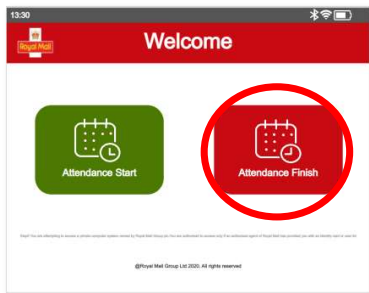 13:30
Royal Mail
Welcome
Attendance Start
Attendance Finish
@Royal Mail Group Ltd 2020. All rights reserved